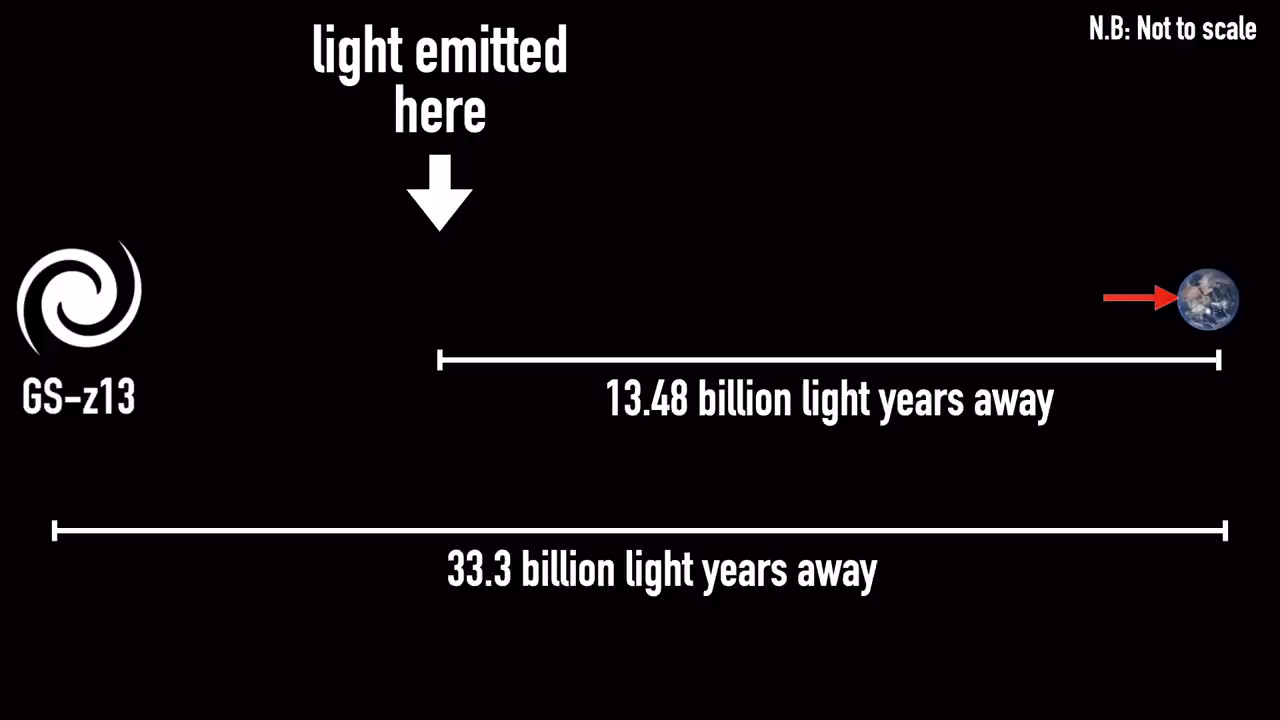 light emitted
here
N.B: Not to scale
GS-z13
13.48 billion light years away
33.3 billion light years away